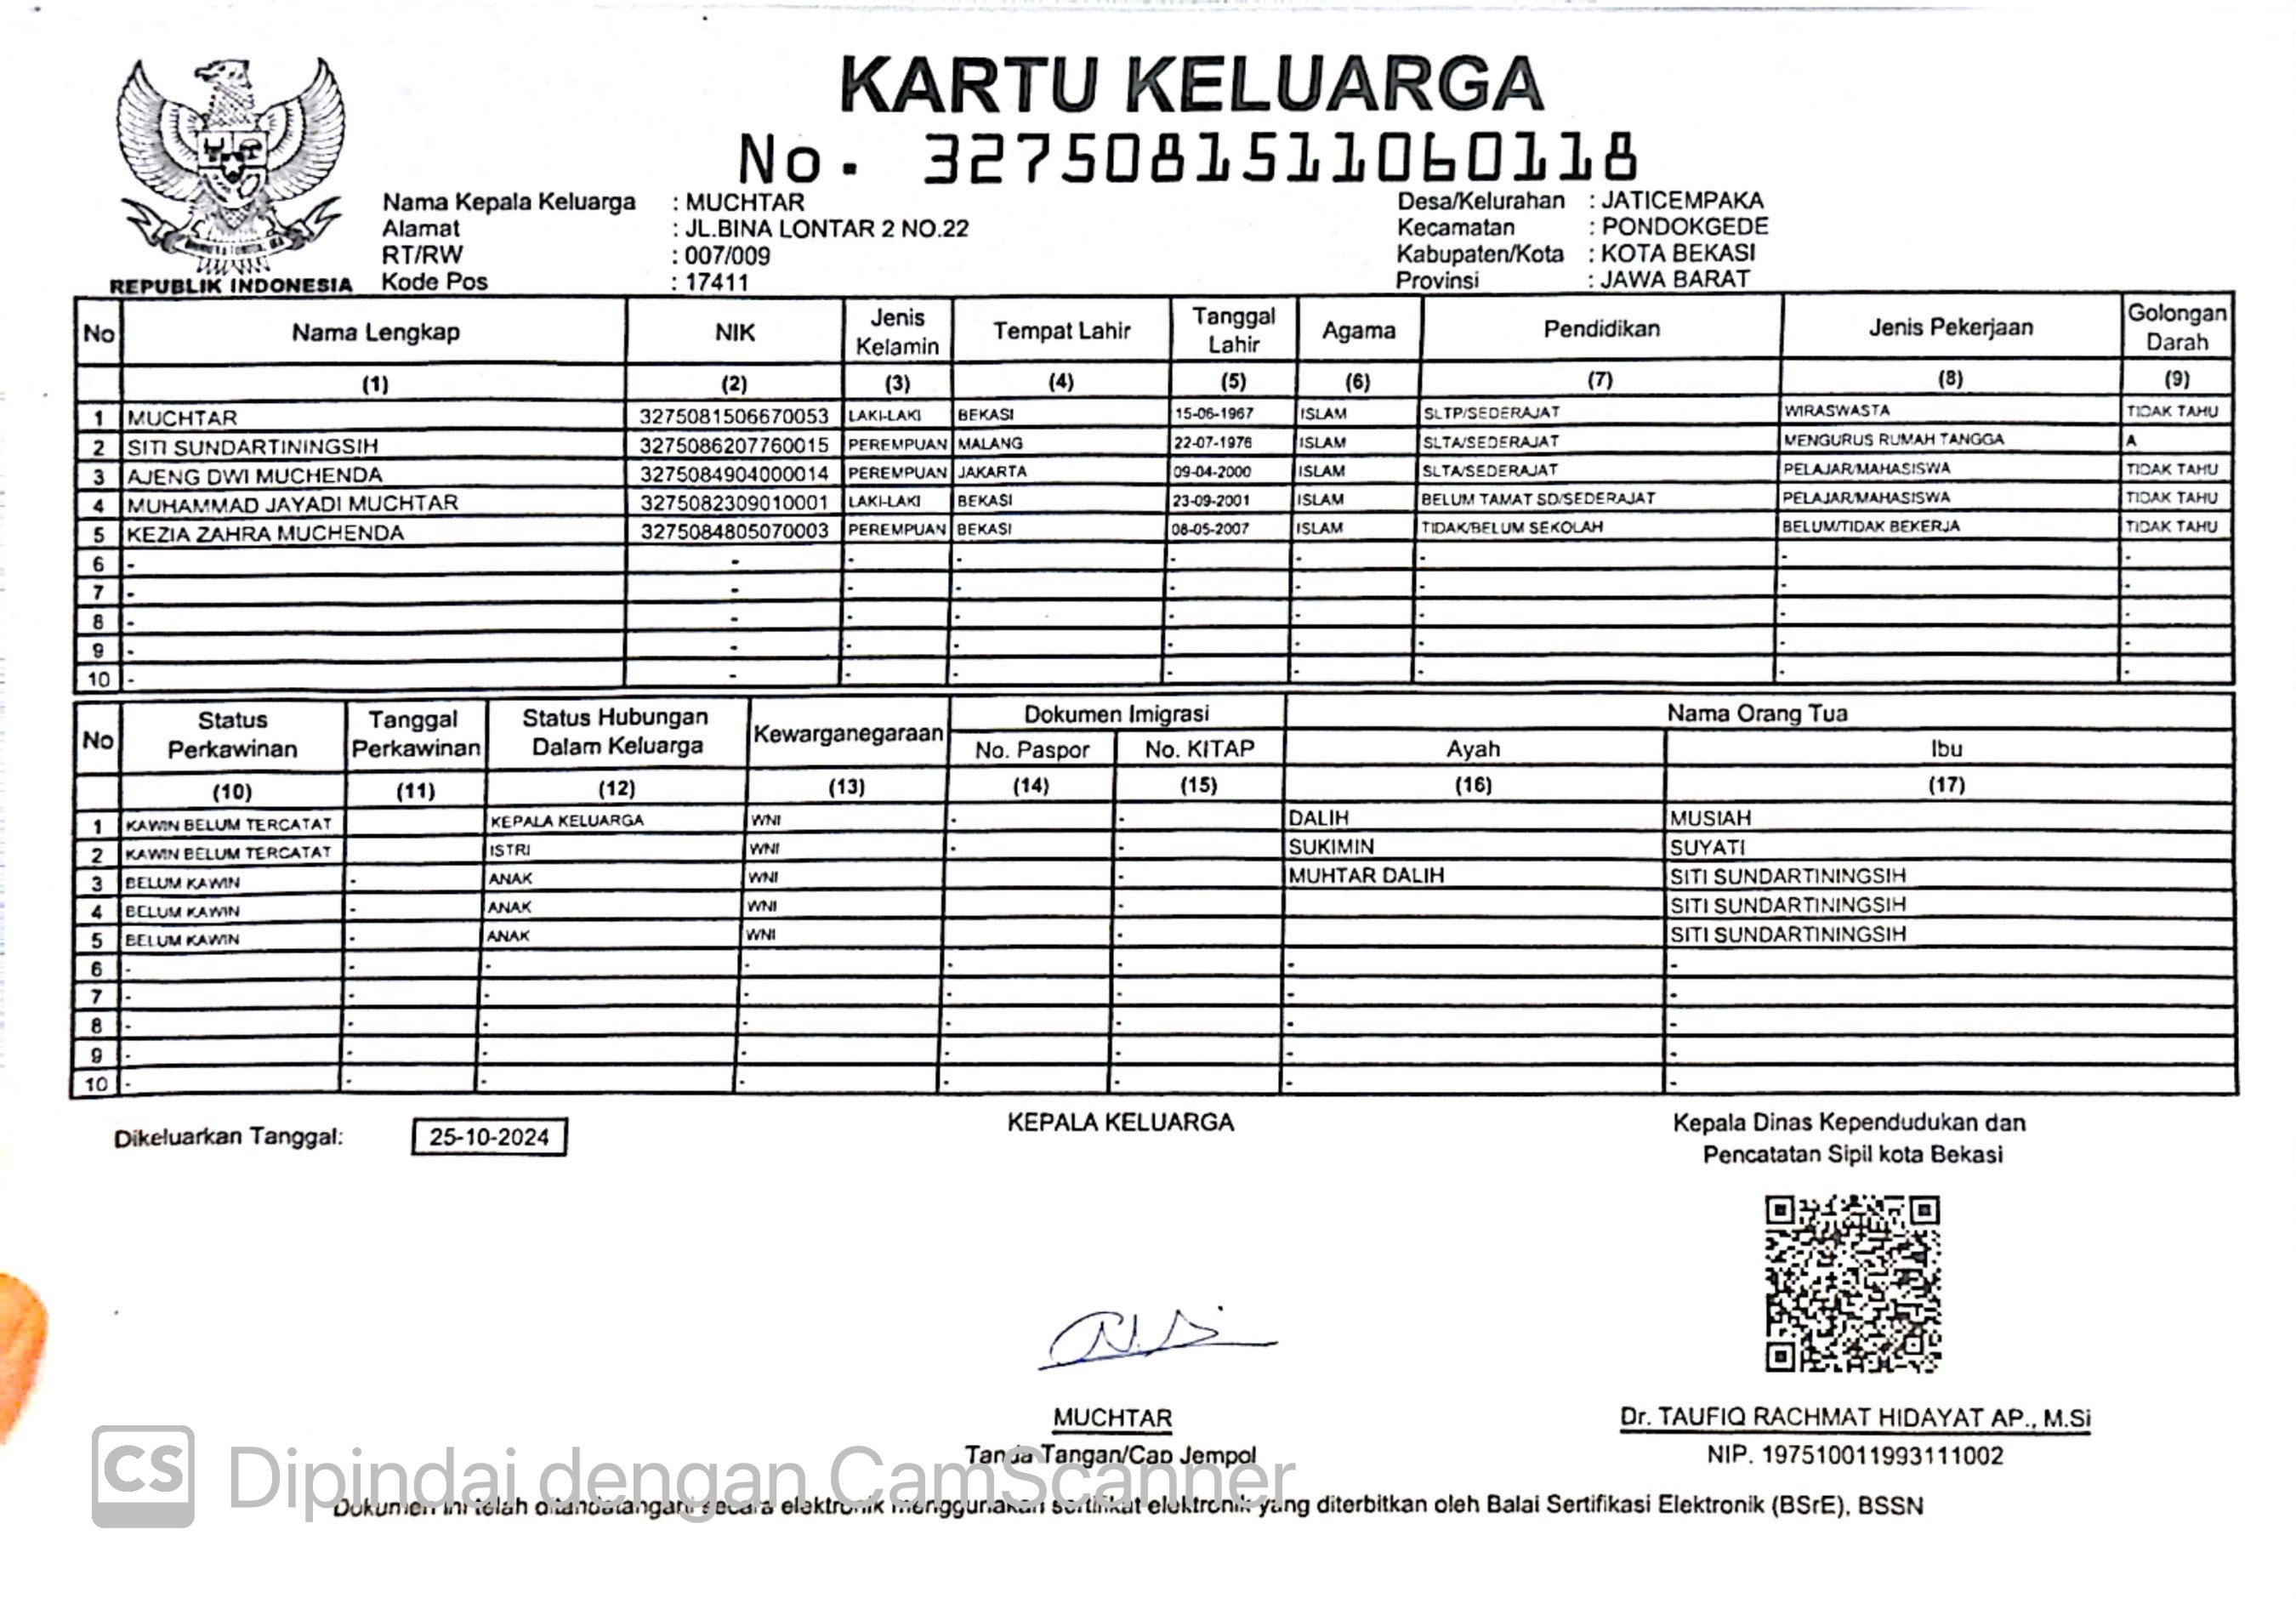 KARTU KELUARGA
No. 3275081511060118
REPUBLIK INDONESIA
Nama Kepala Keluarga : MUCHTAR
Alamat : JL.BINA LONTAR 2 NO.22
RT/RW : 007/009
Kode Pos : 17411
Desa/Kelurahan : JATICEMPAKA
Kecamatan : PONDOKGEDE
Kabupaten/Kota : KOTA BEKASI
Provinsi : JAWA BARAT
No Nama Lengkap NIK Jenis Kelamin Tempat Lahir Tanggal Lahir Agama Pendidikan Jenis Pekerjaan Golongan Darah
(1) (2) (3) (4) (5) (6) (7) (8) (9)
1 MUCHTAR 3275081506670053 LAKI-LAKI BEKASI 15-06-1967 ISLAM SLTP/SEDERAJAT WIRASWASTA TIDAK TAHU
2 SITI SUNDARTININGSIH 3275086207760015 PEREMPUAN MALANG 22-07-1976 ISLAM SLTA/SEDERAJAT MENGURUS RUMAH TANGGA A
3 AJENG DWI MUCHENDA 3275084904000014 PEREMPUAN JAKARTA 09-04-2000 ISLAM SLTA/SEDERAJAT PELAJAR/MAHASISWA TIDAK TAHU
4 MUHAMMAD JAYADI MUCHTAR 3275082309010001 LAKI-LAKI BEKASI 23-09-2001 ISLAM BELUM TAMAT SD/SEDERAJAT PELAJAR/MAHASISWA TIDAK TAHU
5 KEZIA ZAHRA MUCHENDA 3275084805070003 PEREMPUAN BEKASI 08-05-2007 ISLAM TIDAK/BELUM SEKOLAH BELUM/TIDAK BEKERJA TIDAK TAHU
6 - - - - - - - - -
7 - - - - - - - - -
8 - - - - - - - - -
9 - - - - - - - - -
10 - - - - - - - - -
No Status Perkawinan Tanggal Perkawinan Status Hubungan Dalam Keluarga Kewarganegaraan Dokumen Imigrasi Nama Orang Tua
No. Paspor No. KITAP Ayah Ibu
(10) (11) (12) (13) (14) (15) (16) (17)
1 KAWIN BELUM TERCATAT KEPALA KELUARGA WNI - - DALIH MUSIAH
2 KAWIN BELUM TERCATAT ISTRI WNI - - SUKIMIN SUYATI
3 BELUM KAWIN - ANAK WNI - MUHTAR DALIH SITI SUNDARTININGSIH
4 BELUM KAWIN - ANAK WNI - SITI SUNDARTININGSIH
5 BELUM KAWIN - ANAK WNI - SITI SUNDARTININGSIH
6 - - - - - - - -
7 - - - - - - - -
8 - - - - - - - -
9 - - - - - - - -
10 - - - - - - - -
Dikeluarkan Tanggal: 25-10-2024
KEPALA KELUARGA
MUCHTAR
Tanda Tangan/Cap Jempol
Kepala Dinas Kependudukan dan
Pencatatan Sipil kota Bekasi
Dr. TAUFIQ RACHMAT HIDAYAT AP., M.Si
NIP. 197510011993111002
CS Dipindai dengan CamScanner
Dokumen ini telah ditandatangani secara elektronik menggunakan sertifikat elektronik yang diterbitkan oleh Balai Sertifikasi Elektronik (BSrE), BSSN